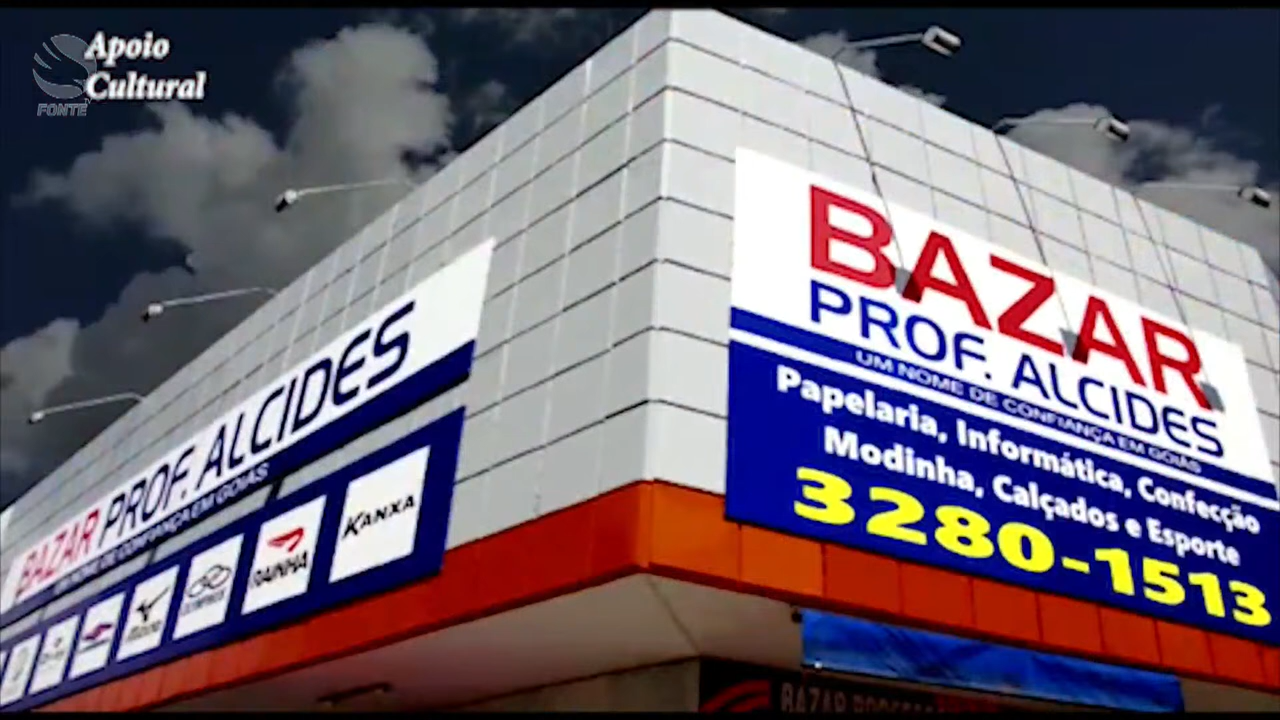 Apoio
Cultural
FONTE
BAZAR
PROF. ALCIDES
UM NOME DE CONFIANÇA EM GOIÁS
Papelaria, Informática, Confecção
Modinha, Calçados e Esporte
3280-1513
BAZAR PROF. ALCIDES
UM NOME DE CONFIANÇA EM GOIÁS
KANXA
RAINHA
OLYMPIKUS
MIZUNO
BAZAR